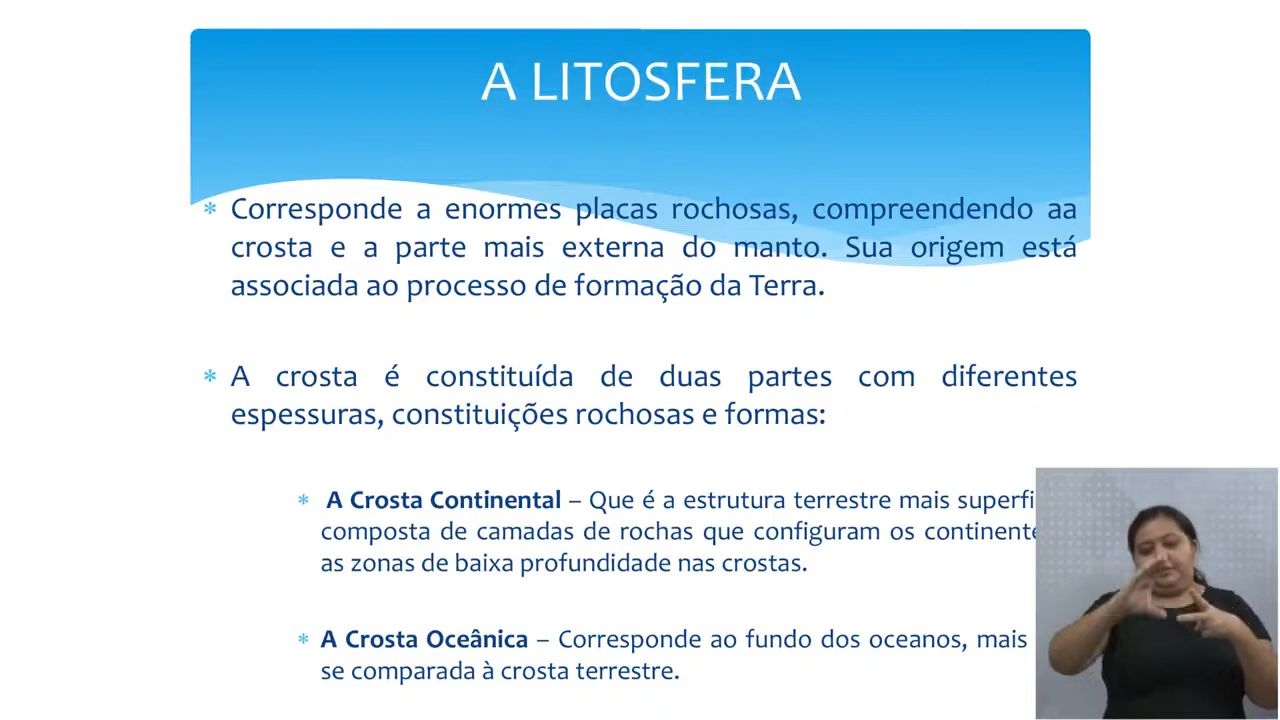 A LITOSFERA
* Corresponde a enormes placas rochosas, compreendendo aa
crosta e a parte mais externa do manto. Sua origem está
associada ao processo de formação da Terra.
* A crosta é constituída de duas partes com diferentes
espessuras, constituições rochosas e formas:
* A Crosta Continental – Que é a estrutura terrestre mais
composta de camadas de rochas que configuram os
as zonas de baixa profundidade nas crostas.
* A Crosta Oceânica – Corresponde ao fundo dos oceanos, mais
se comparada à crosta terrestre.